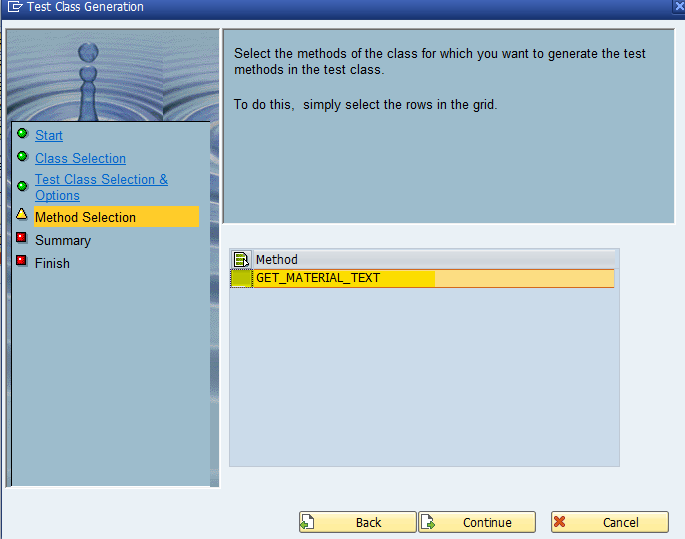 Test Class Generation
Select the methods of the class for which you want to generate the test
methods in the test class.
To do this, simply select the rows in the grid.
Start
Class Selection
Test Class Selection &
Options
Method Selection
Summary
Finish
Method
GET_MATERIAL_TEXT
Back
Continue
Cancel